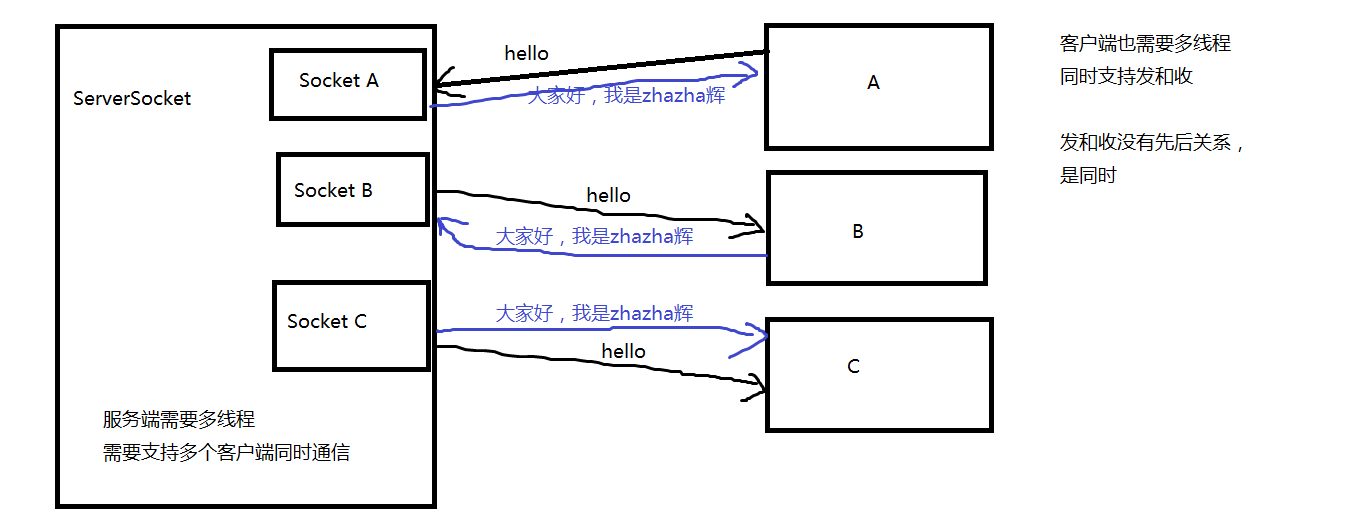 ServerSocket
Socket A
hello
大家好，我是zhazha辉
A
客户端也需要多线程
同时支持发和收
发和收没有先后关系，
是同时
Socket B
hello
大家好，我是zhazha辉
B
Socket C
大家好，我是zhazha辉
hello
C
服务端需要多线程
需要支持多个客户端同时通信